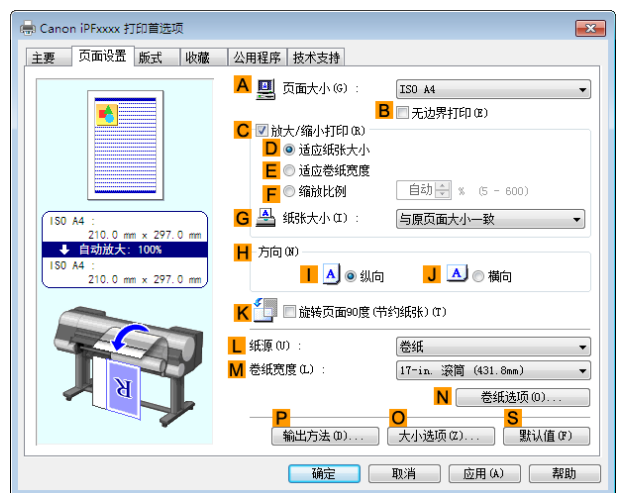 Canon iPFxxxx 打印首选项
主要 页面设置 版式 收藏 公用程序 技术支持
A 页面大小(G) : ISO A4
B 无边界打印(E)
C 放大/缩小打印(R)
D 适应纸张大小
E 适应卷纸宽度
F 缩放比例 自动 % (5 - 600)
G 纸张大小(I) : 与原页面大小一致
ISO A4 :
210.0 mm x 297.0 mm
自动放大: 100%
ISO A4 :
210.0 mm x 297.0 mm
H 方向(N)
I A 纵向 J A 横向
K 旋转页面90度(节约纸张)(T)
L 纸源(U) : 卷纸
M 卷纸宽度(L) : 17-in. 滚筒 (431.8mm)
R
N 卷纸选项(O)...
P O S
输出方法(D)... 大小选项(Z)... 默认值(F)
确定 取消 应用(A) 帮助